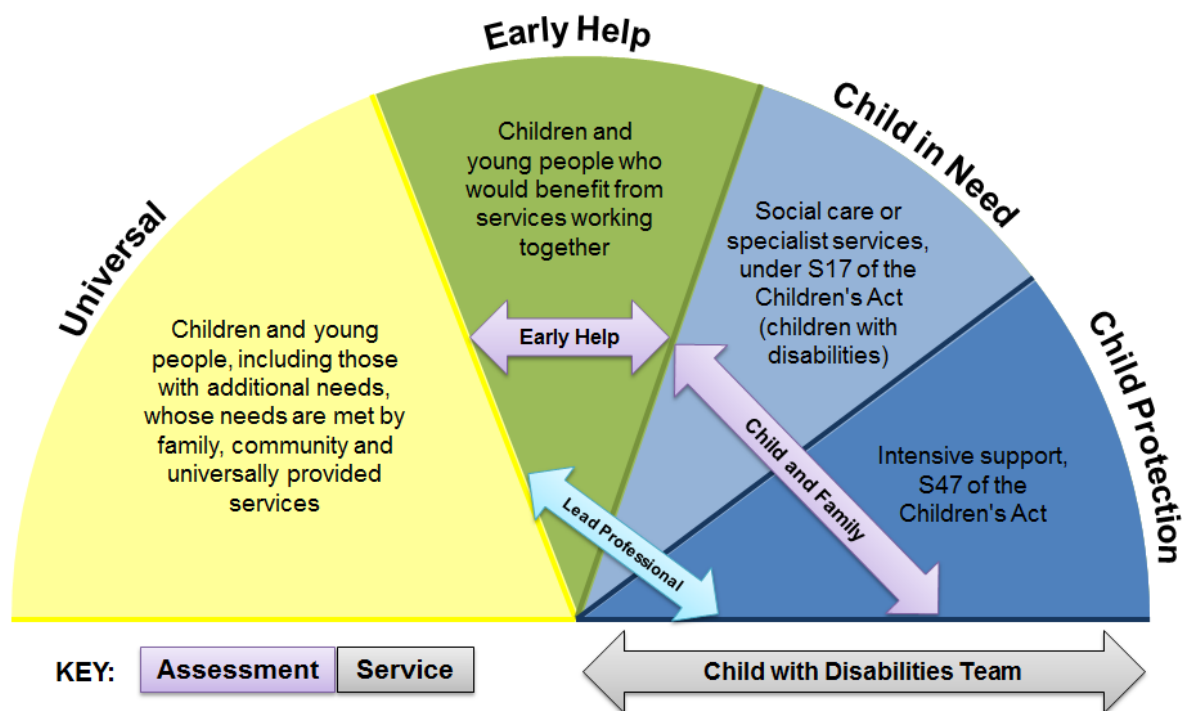 Early Help
Child in Need
Universal
Child Protection
Children and
young people who
would benefit from
services working
together
Social care or
specialist services,
under S17 of the
Children's Act
(children with
disabilities)
Children and young
people, including those
with additional needs,
whose needs are met by
family, community and
universally provided
services
Early Help
Child and Family
Intensive support,
S47 of the
Children's Act
Lead Professional
KEY:
Assessment
Service
Child with Disabilities Team